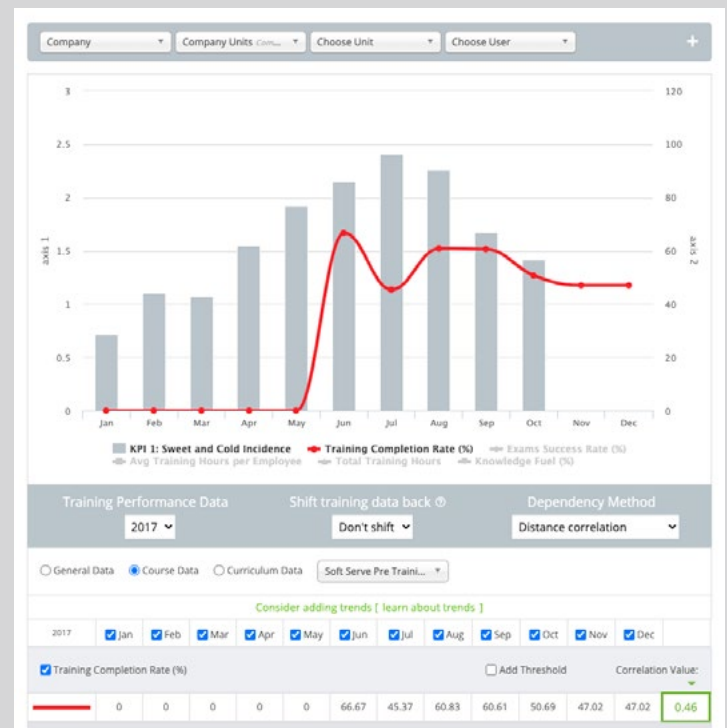 Company Company Units Com... Choose Unit Choose User +
3 120
2.5 100
2 80
axis 1 1.5 60 axis 2
1 40
0.5 20
0 0
Jan Feb Mar Apr May Jun Jul Aug Sep Oct Nov Dec
KPI 1: Sweet and Cold Incidence Training Completion Rate (%) Exams Success Rate (%)
Avg Training Hours per Employee Total Training Hours Knowledge Fuel (%)
Training Performance Data Shift training data back Dependency Method
2017 Don't shift Distance correlation
General Data Course Data Curriculum Data Soft Serve Pre Traini...
Consider adding trends [ learn about trends ]
2017 Jan Feb Mar Apr May Jun Jul Aug Sep Oct Nov Dec
Training Completion Rate (%) Add Threshold Correlation Value:
0 0 0 0 0 66.67 45.37 60.83 60.61 50.69 47.02 47.02 0.46